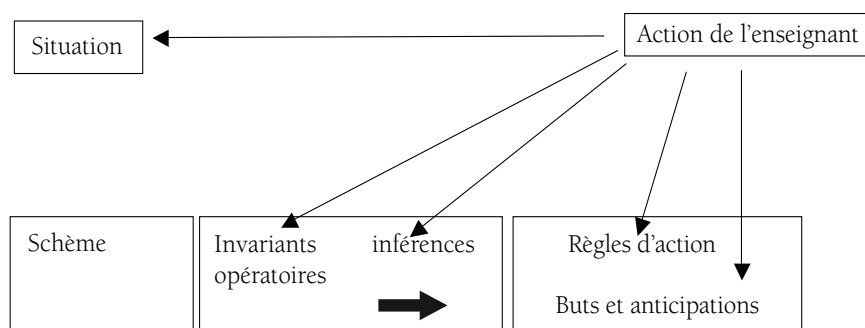 Situation
Action de l'enseignant
Schème
Invariants
opératoires
inférences
Règles d'action
Buts et anticipations